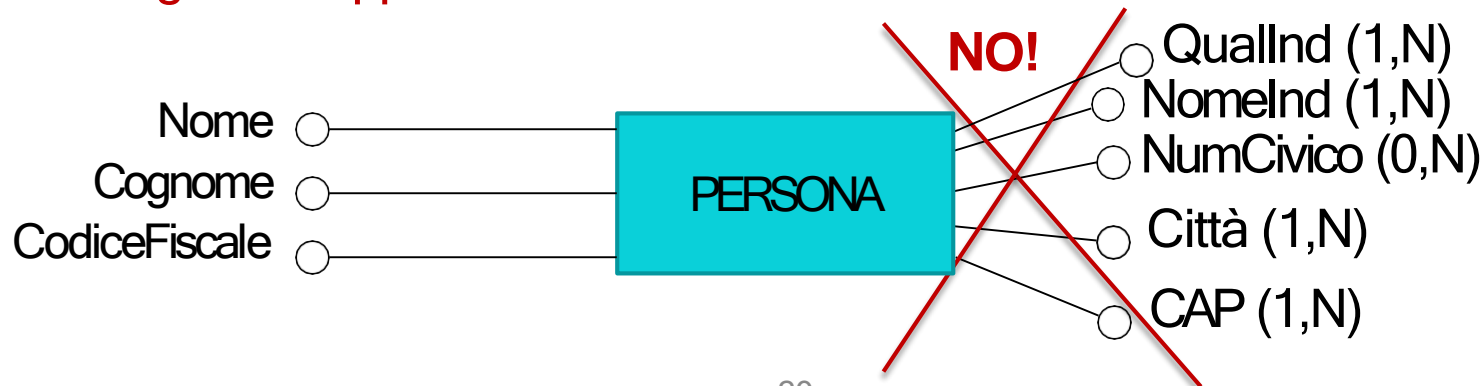 NO!
QualInd (1,N)
Nome
NomeInd (1,N)
Cognome
PERSONA
NumCivico (0,N)
CodiceFiscale
Città (1,N)
CAP (1,N)